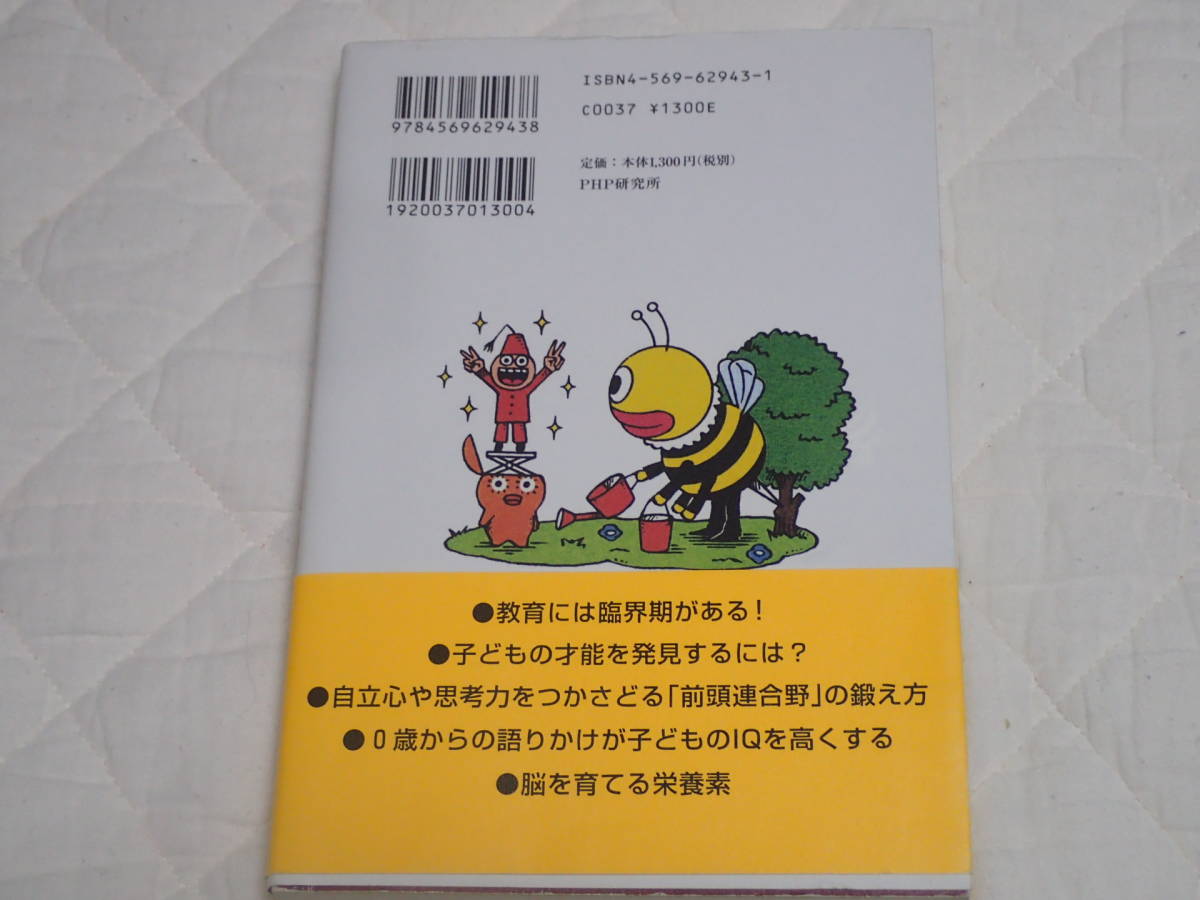 ISBN4-569-62943-1
C0037 ¥1300E
9784569629438
定価:本体1,300円(税別)
PHP研究所
1920037013004
●教育には臨界期がある!
●子どもの才能を発見するには?
●自立心や思考力をつかさどる「前頭連合野」の鍛え方
●0歳からの語りかけが子どものIQを高くする
●脳を育てる栄養素